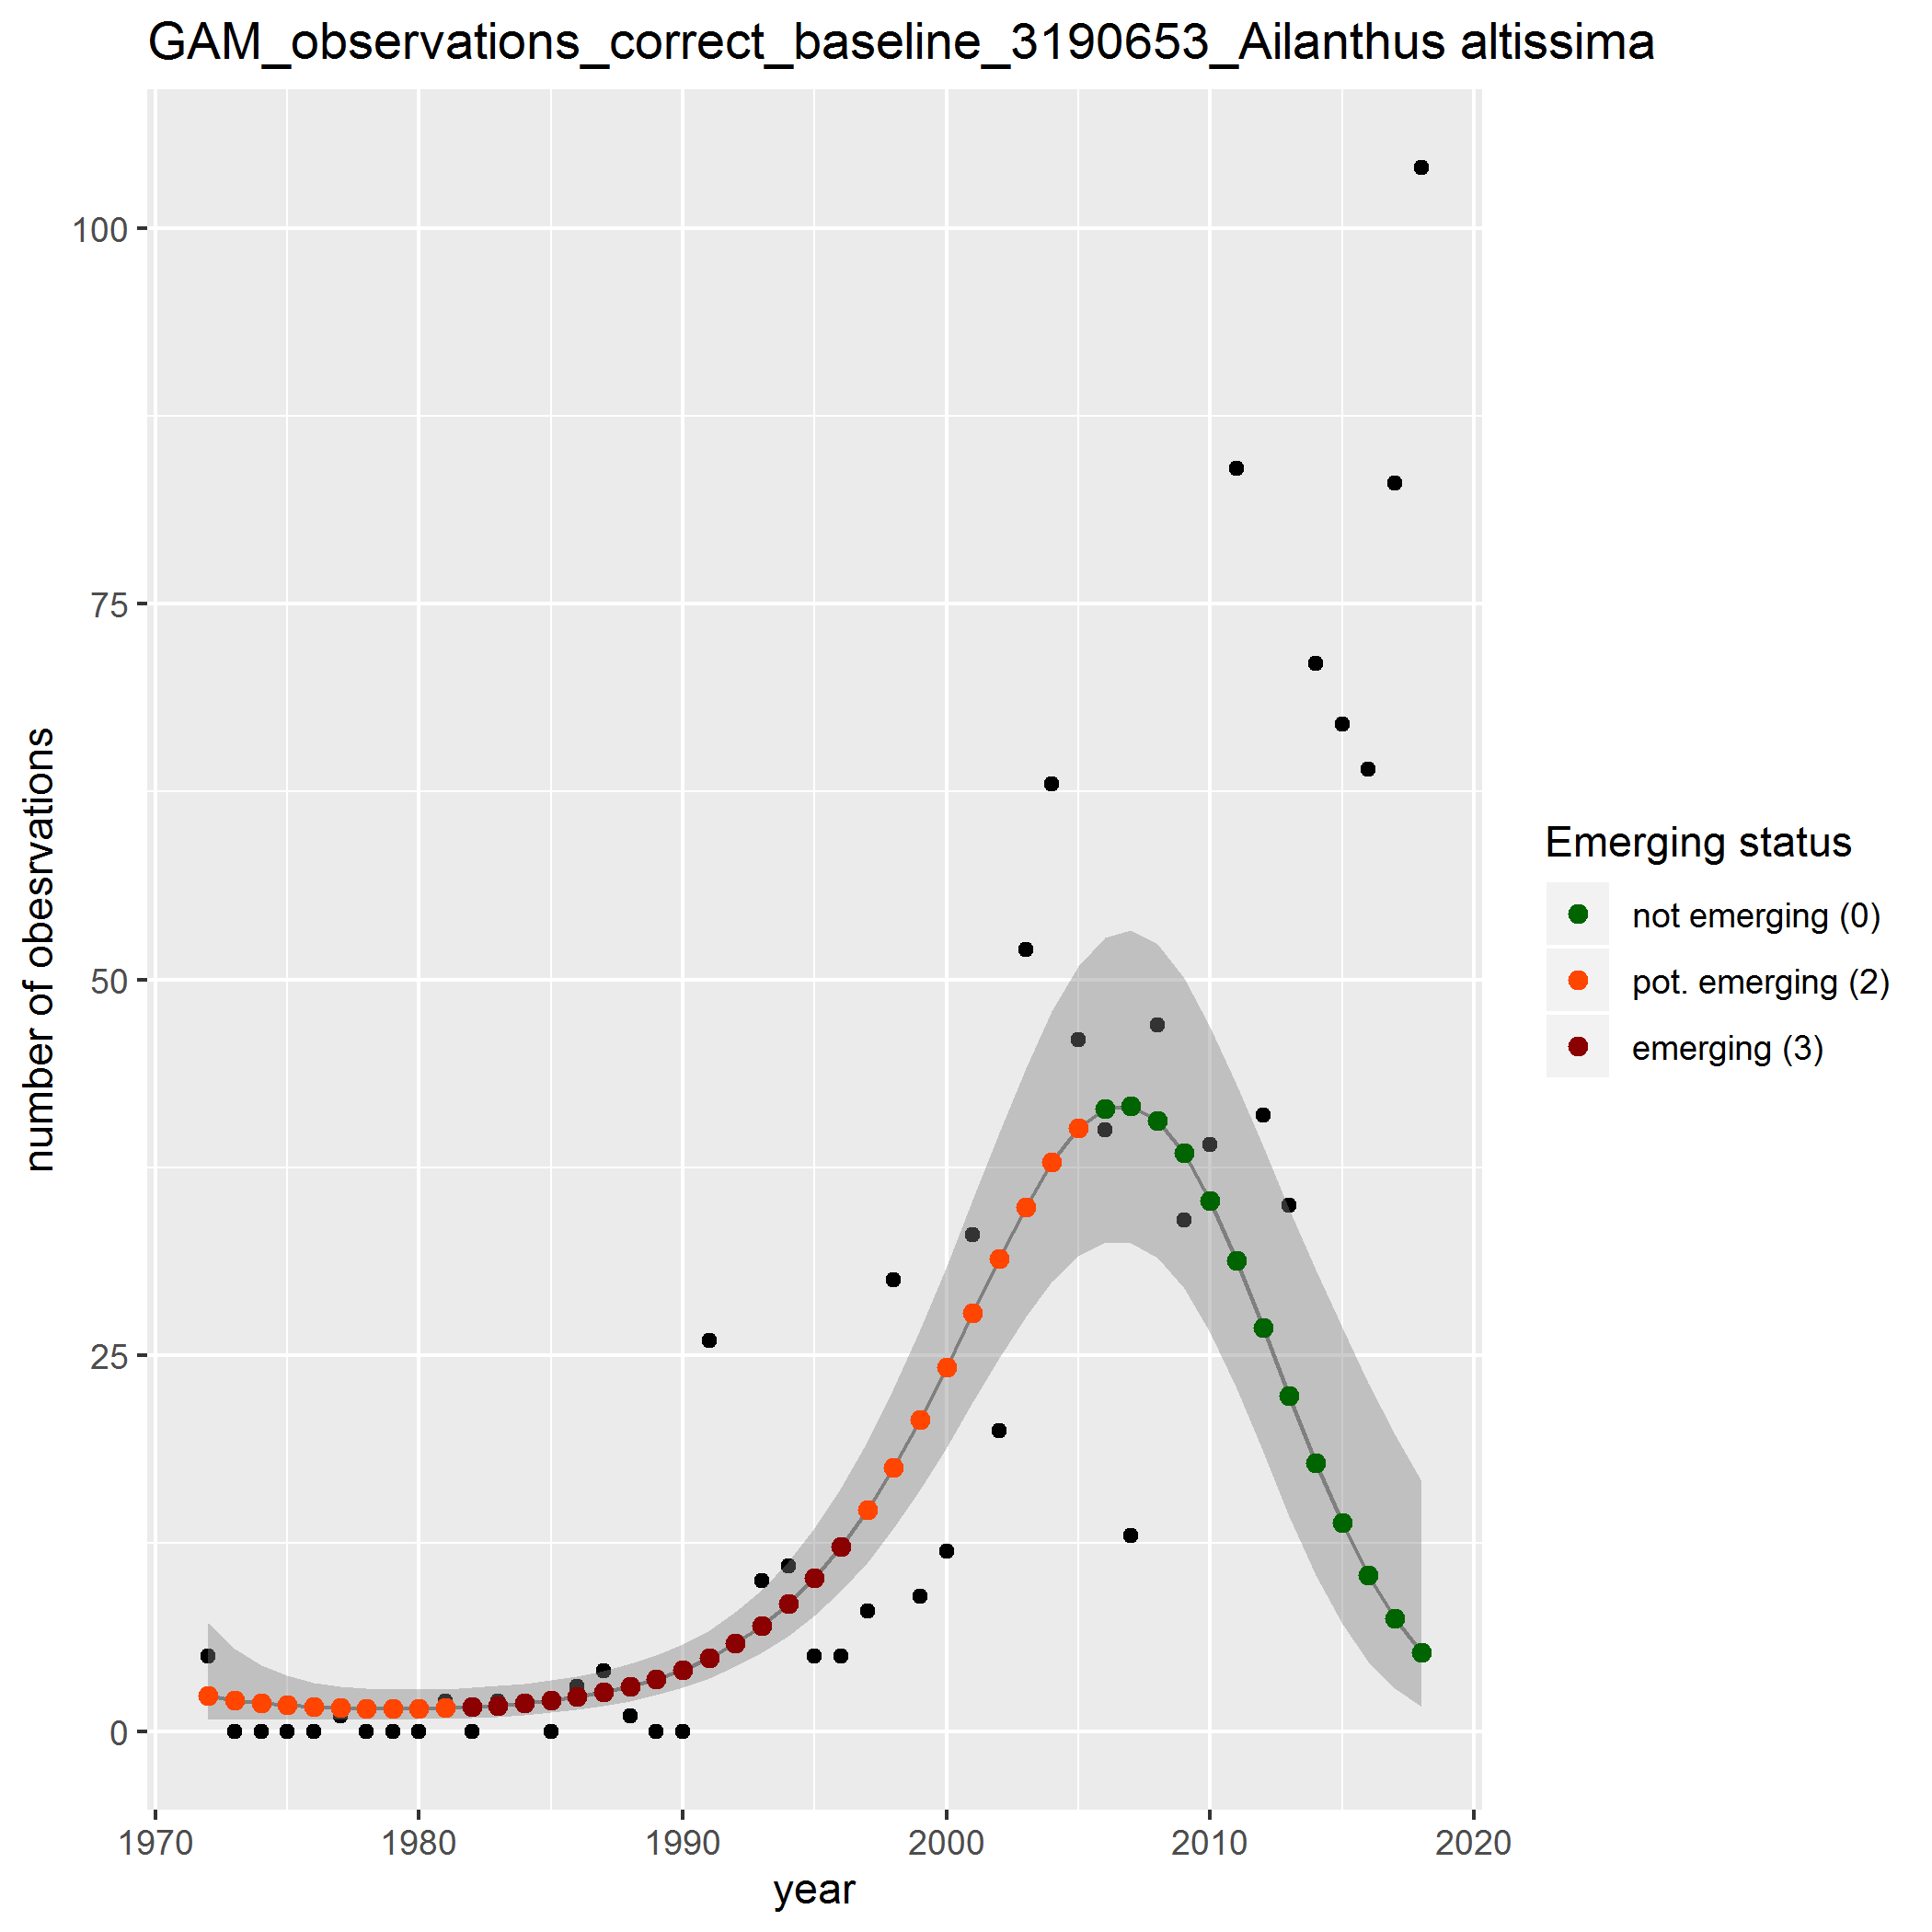 GAM_observations_correct_baseline_3190653_Ailanthus altissima
100
75
50
25
0
number of obesrvations
1970 1980 1990 2000 2010 2020
year
Emerging status
not emerging (0)
pot. emerging (2)
emerging (3)